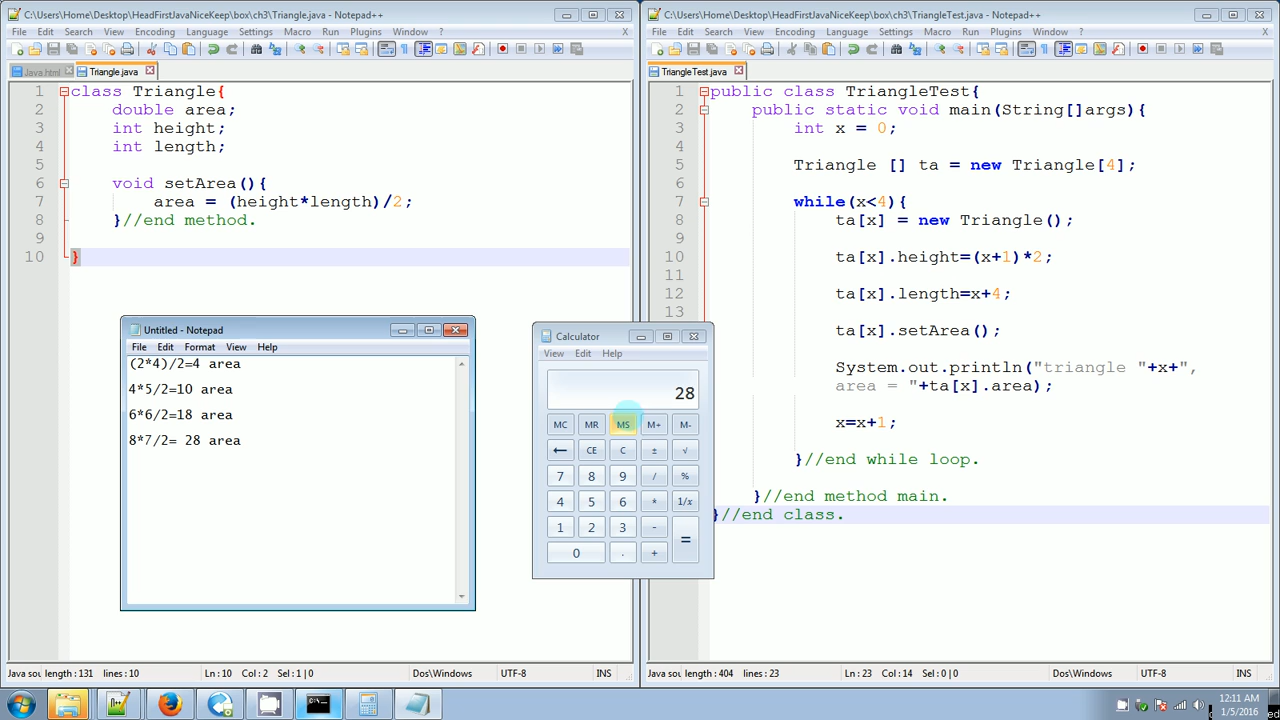 C:\Users\Home\Desktop\HeadFirstJavaNiceKeep\box\ch3\Triangle.java - Notepad++
File Edit Search View Encoding Language Settings Macro Run Plugins Window ? X
Java.html Triangle.java
1 class Triangle{
2 double area;
3 int height;
4 int length;
5
6 void setArea(){
7 area = (height*length)/2;
8 }//end method.
9
10 }
Untitled - Notepad
File Edit Format View Help
(2*4)/2=4 area
4*5/2=10 area
6*6/2=18 area
8*7/2= 28 area
Calculator
View Edit Help
28
MC MR MS M+ M-
← CE C ± √
7 8 9 / %
4 5 6 * 1/x
1 2 3 - =
0 . +
Java sou length : 131 lines : 10 Ln : 10 Col : 2 Sel : 1 | 0 Dos\Windows UTF-8 INS
C:\Users\Home\Desktop\HeadFirstJavaNiceKeep\box\ch3\TriangleTest.java - Notepad++
File Edit Search View Encoding Language Settings Macro Run Plugins Window ? X
TriangleTest.java
1 public class TriangleTest{
2 public static void main(String[]args){
3 int x = 0;
4
5 Triangle [] ta = new Triangle[4];
6
7 while(x<4){
8 ta[x] = new Triangle();
9
10 ta[x].height=(x+1)*2;
11
12 ta[x].length=x+4;
13
ta[x].setArea();
System.out.println("triangle "+x+",
area = "+ta[x].area);
x=x+1;
}//end while loop.
}//end method main.
}//end class.
Java sou length : 404 lines : 23 Ln : 23 Col : 14 Sel : 0 | 0 Dos\Windows UTF-8 INS
12:11 AM
1/5/2016